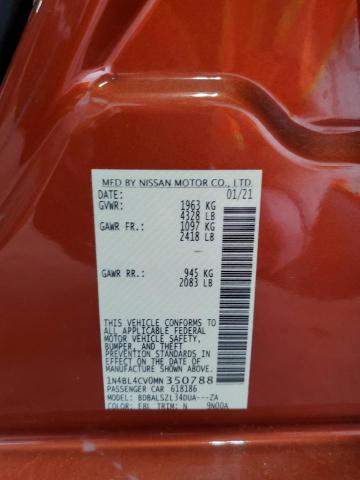 MFD BY NISSAN MOTOR CO., LTD.
DATE: 01/21
GVWR: 1963 KG
4328 LB
GAWR FR.: 1097 KG
2418 LB
GAWR RR.: 945 KG
2083 LB
THIS VEHICLE CONFORMS TO
ALL APPLICABLE FEDERAL
MOTOR VEHICLE SAFETY,
BUMPER, AND THEFT
PREVENTION STANDARDS
IN EFFECT ON THE DATE OF
MANUFACTURE SHOWN ABOVE.
1N4BL4CV0MN350788
PASSENGER CAR 618186
MODEL: BDBALSZL34DUA---ZA
COLOR: EBL TRIM: N 9N00A